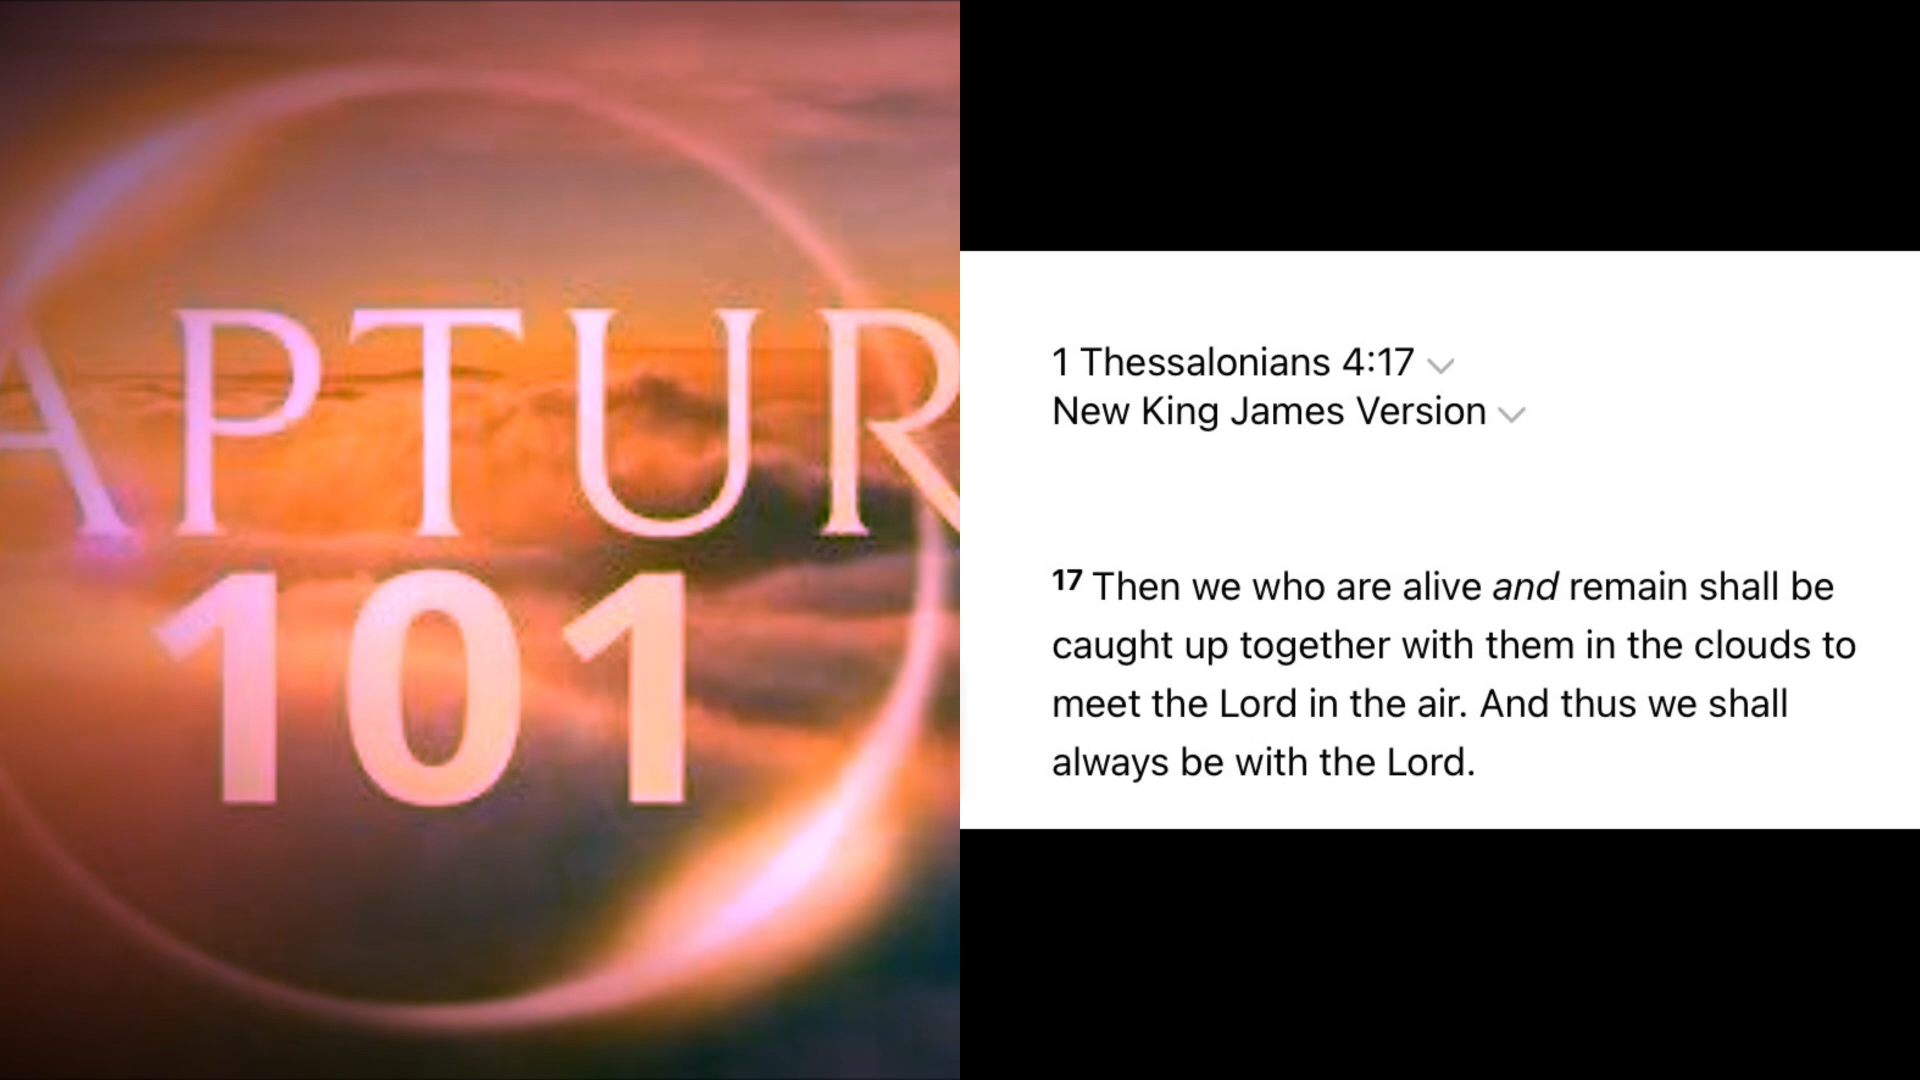 APTUR
101
1 Thessalonians 4:17
New King James Version
17 Then we who are alive and remain shall be
caught up together with them in the clouds to
meet the Lord in the air. And thus we shall
always be with the Lord.